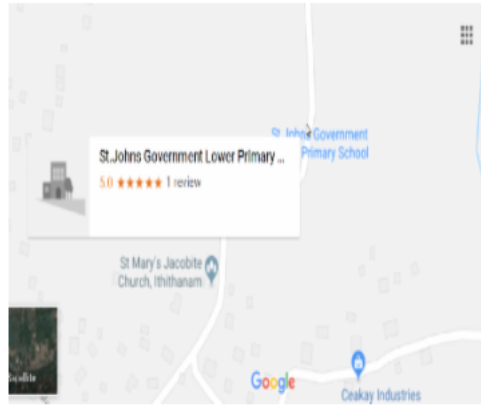 St. Johns Government
Primary School
St.Johns Government Lower Primary ...
5.0 ★★★★★ 1 review
St Mary's Jacobite
Church, Ithithanam
Satellite
Google
Ceakay Industries